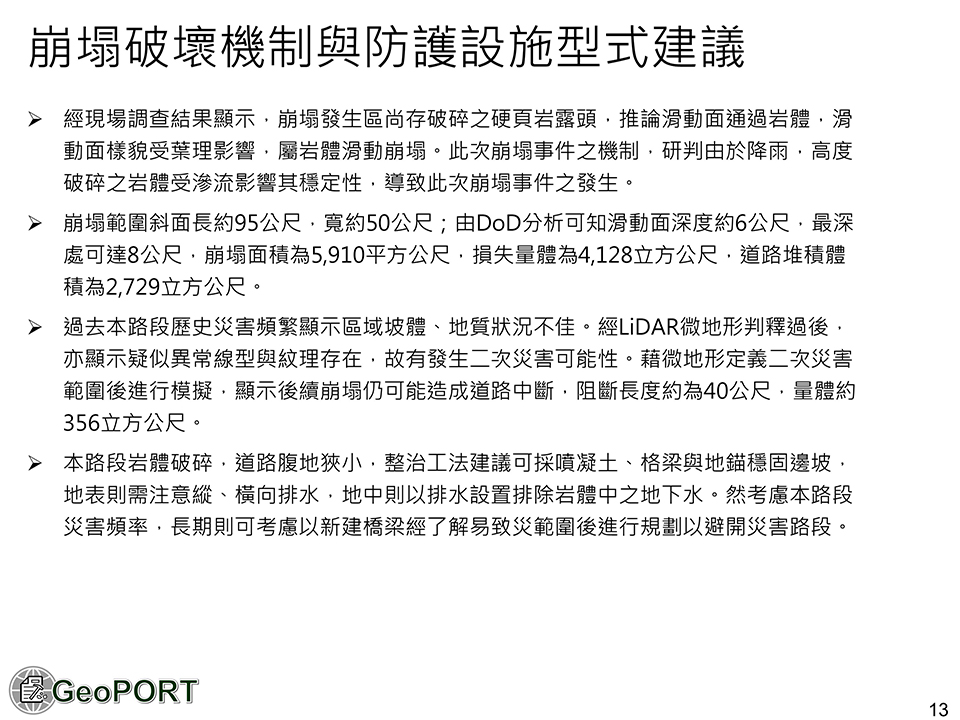 崩塌破壞機制與防護設施型式建議
➢ 經現場調查結果顯示，崩塌發生區尚存破碎之硬頁岩露頭，推論滑動面通過岩體，滑
動面樣貌受葉理影響，屬岩體滑動崩塌。此次崩塌事件之機制，研判由於降雨，高度
破碎之岩體受滲流影響其穩定性，導致此次崩塌事件之發生。
➢ 崩塌範圍斜面長約95公尺，寬約50公尺；由DoD分析可知滑動面深度約6公尺，最深
處可達8公尺，崩塌面積為5,910平方公尺，損失量體為4,128立方公尺，道路堆積體
積為2,729立方公尺。
➢ 過去本路段歷史災害頻繁顯示區域坡體、地質狀況不佳。經LiDAR微地形判釋過後，
亦顯示疑似異常線型與紋理存在，故有發生二次災害可能性。藉微地形定義二次災害
範圍後進行模擬，顯示後續崩塌仍可能造成道路中斷，阻斷長度約為40公尺，量體約
356立方公尺。
➢ 本路段岩體破碎，道路腹地狹小，整治工法建議可採噴凝土、格梁與地錨穩固邊坡，
地表則需注意縱、橫向排水，地中則以排水設置排除岩體中之地下水。然考慮本路段
災害頻率，長期則可考慮以新建橋梁經了解易致災範圍後進行規劃以避開災害路段。
GeoPORT
13